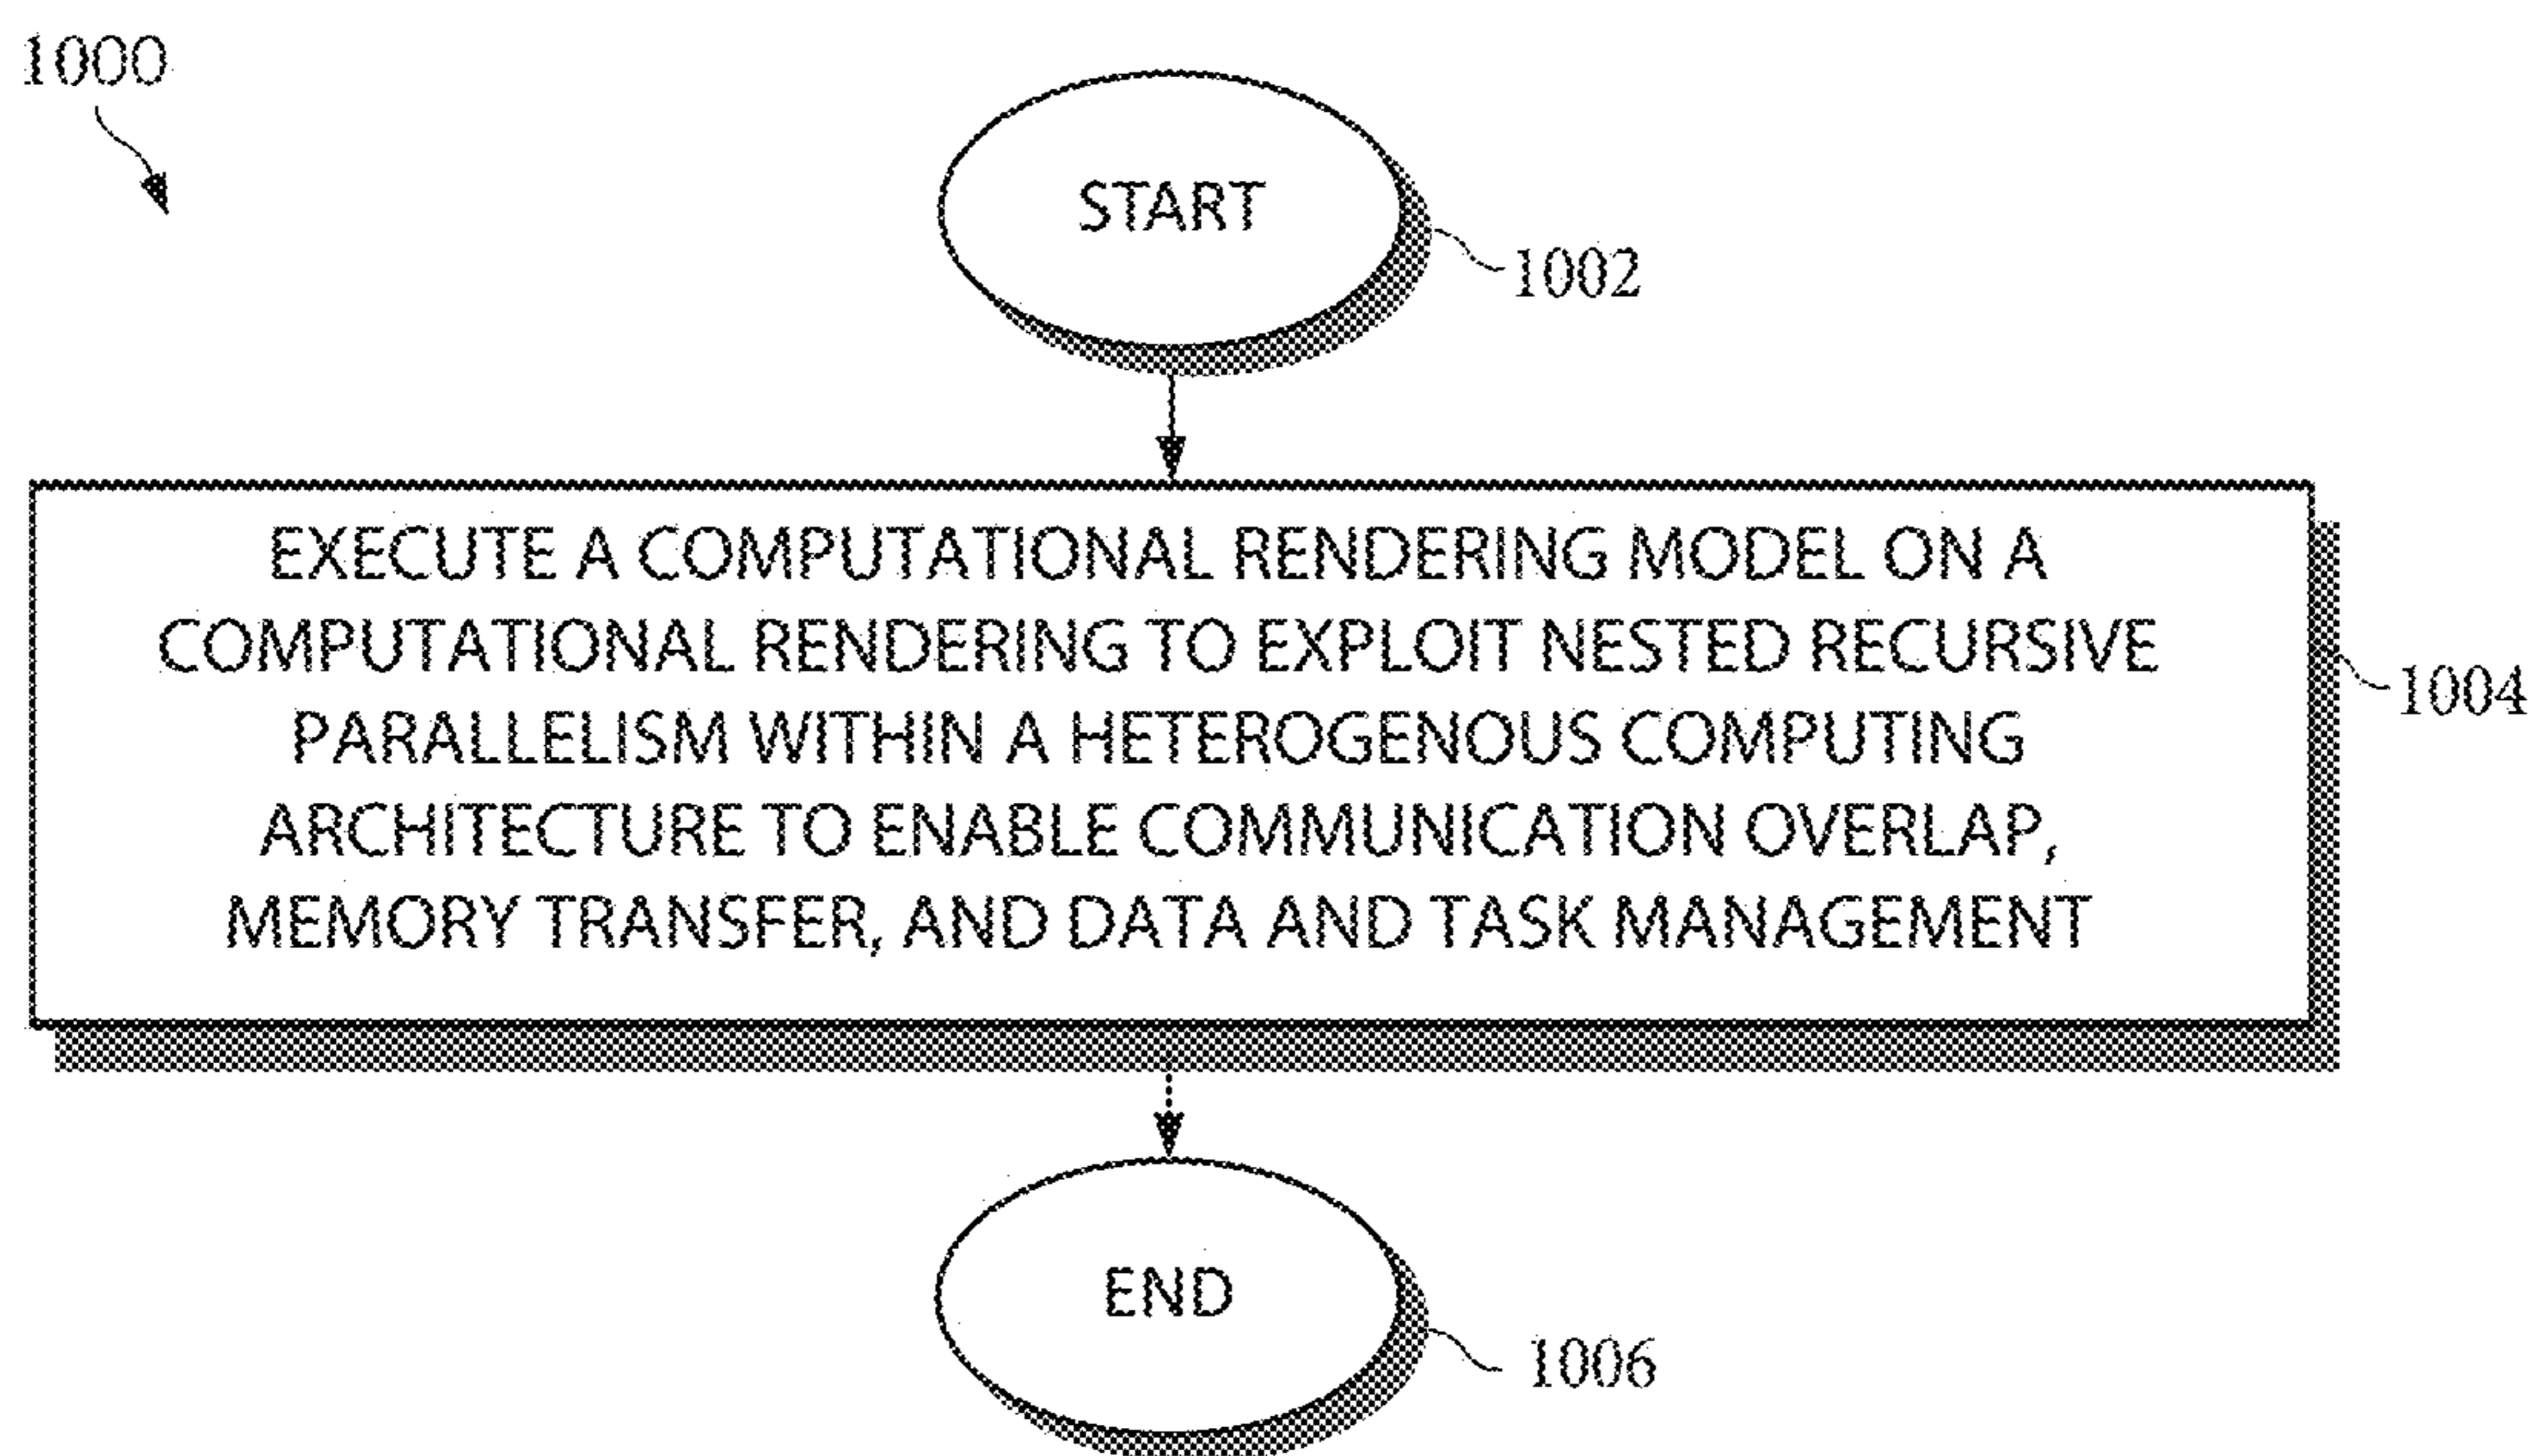 1000
START
1002
EXECUTE A COMPUTATIONAL RENDERING MODEL ON A
COMPUTATIONAL RENDERING TO EXPLOIT NESTED RECURSIVE
PARALLELISM WITHIN A HETEROGENOUS COMPUTING
ARCHITECTURE TO ENABLE COMMUNICATION OVERLAP,
MEMORY TRANSFER, AND DATA AND TASK MANAGEMENT
1004
END
1006